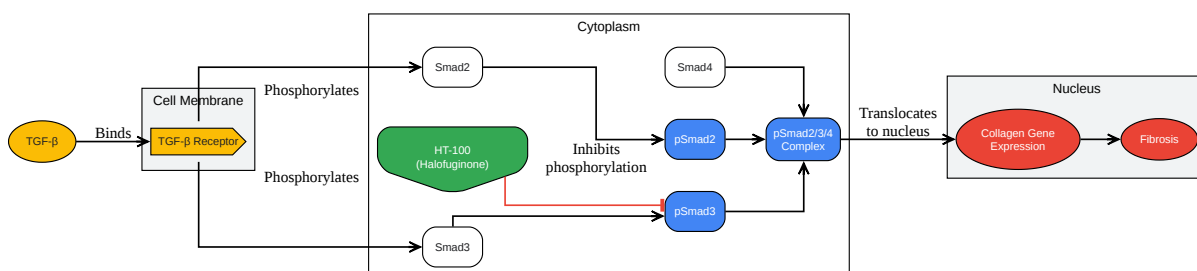 Cytoplasm
Smad2
Smad4
Phosphorylates
Cell Membrane
Nucleus
TGF-β
Binds
TGF-β Receptor
HT-100
(Halofuginone)
Inhibits
phosphorylation
pSmad2
pSmad2/3/4
Complex
Translocates
to nucleus
Collagen Gene
Expression
Fibrosis
Phosphorylates
pSmad3
Smad3